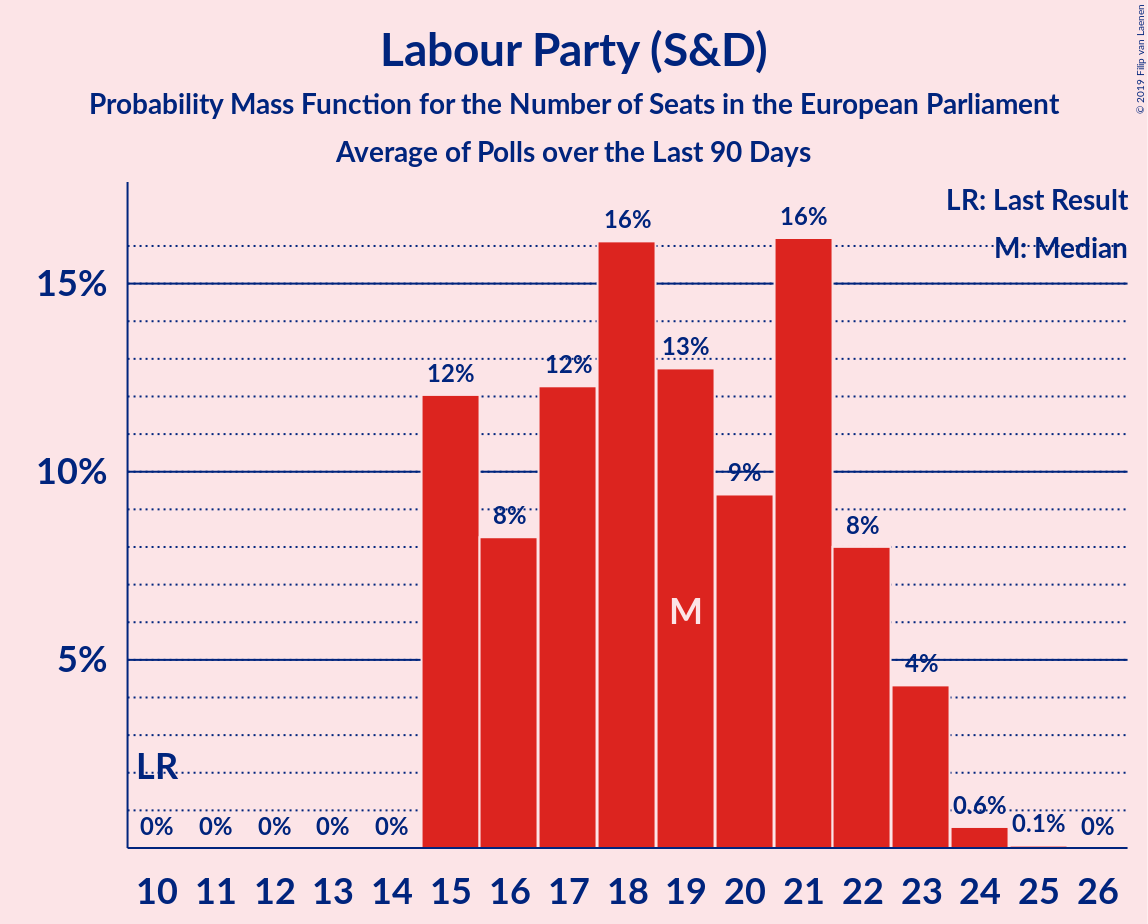 Labour Party (S&D)
Probability Mass Function for the Number of Seats in the European Parliament
Average of Polls over the Last 90 Days
© 2019 Filip van Laenen
LR: Last Result
M: Median
16%
16%
15%
13%
12%
12%
10%
9%
8%
8%
5%
4%
M
LR
0.6%
0% 0% 0% 0% 0% 0.1% 0%
10 11 12 13 14 15 16 17 18 19 20 21 22 23 24 25 26